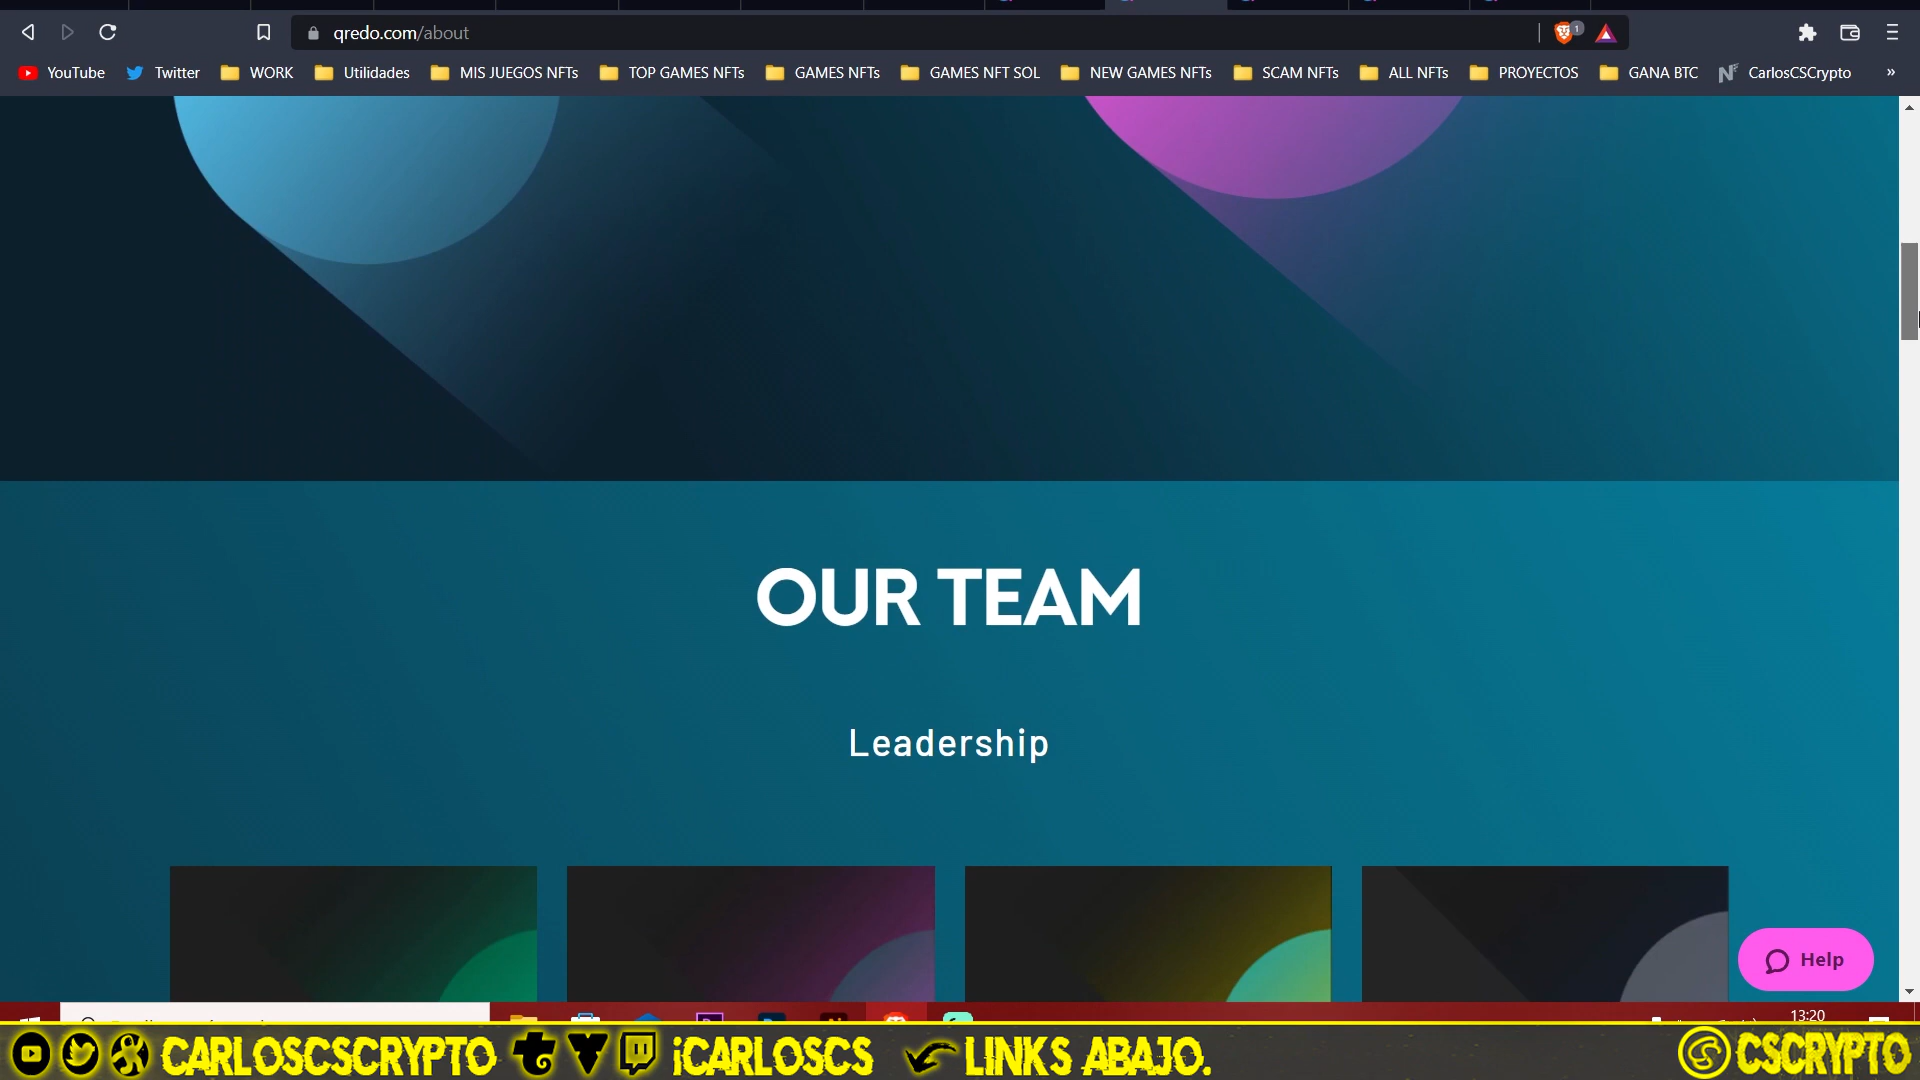 qredo.com/about
1
YouTube Twitter WORK Utilidades MIS JUEGOS NFTs TOP GAMES NFTs GAMES NFTs GAMES NFT SOL NEW GAMES NFTs SCAM NFTs ALL NFTs PROYECTOS GANA BTC CarlosCSCrypto »
OUR TEAM
Leadership
Help
13:20
CARLOSCSCRYPTO iCARLOSCS LINKS ABAJO. CSCRYPTO